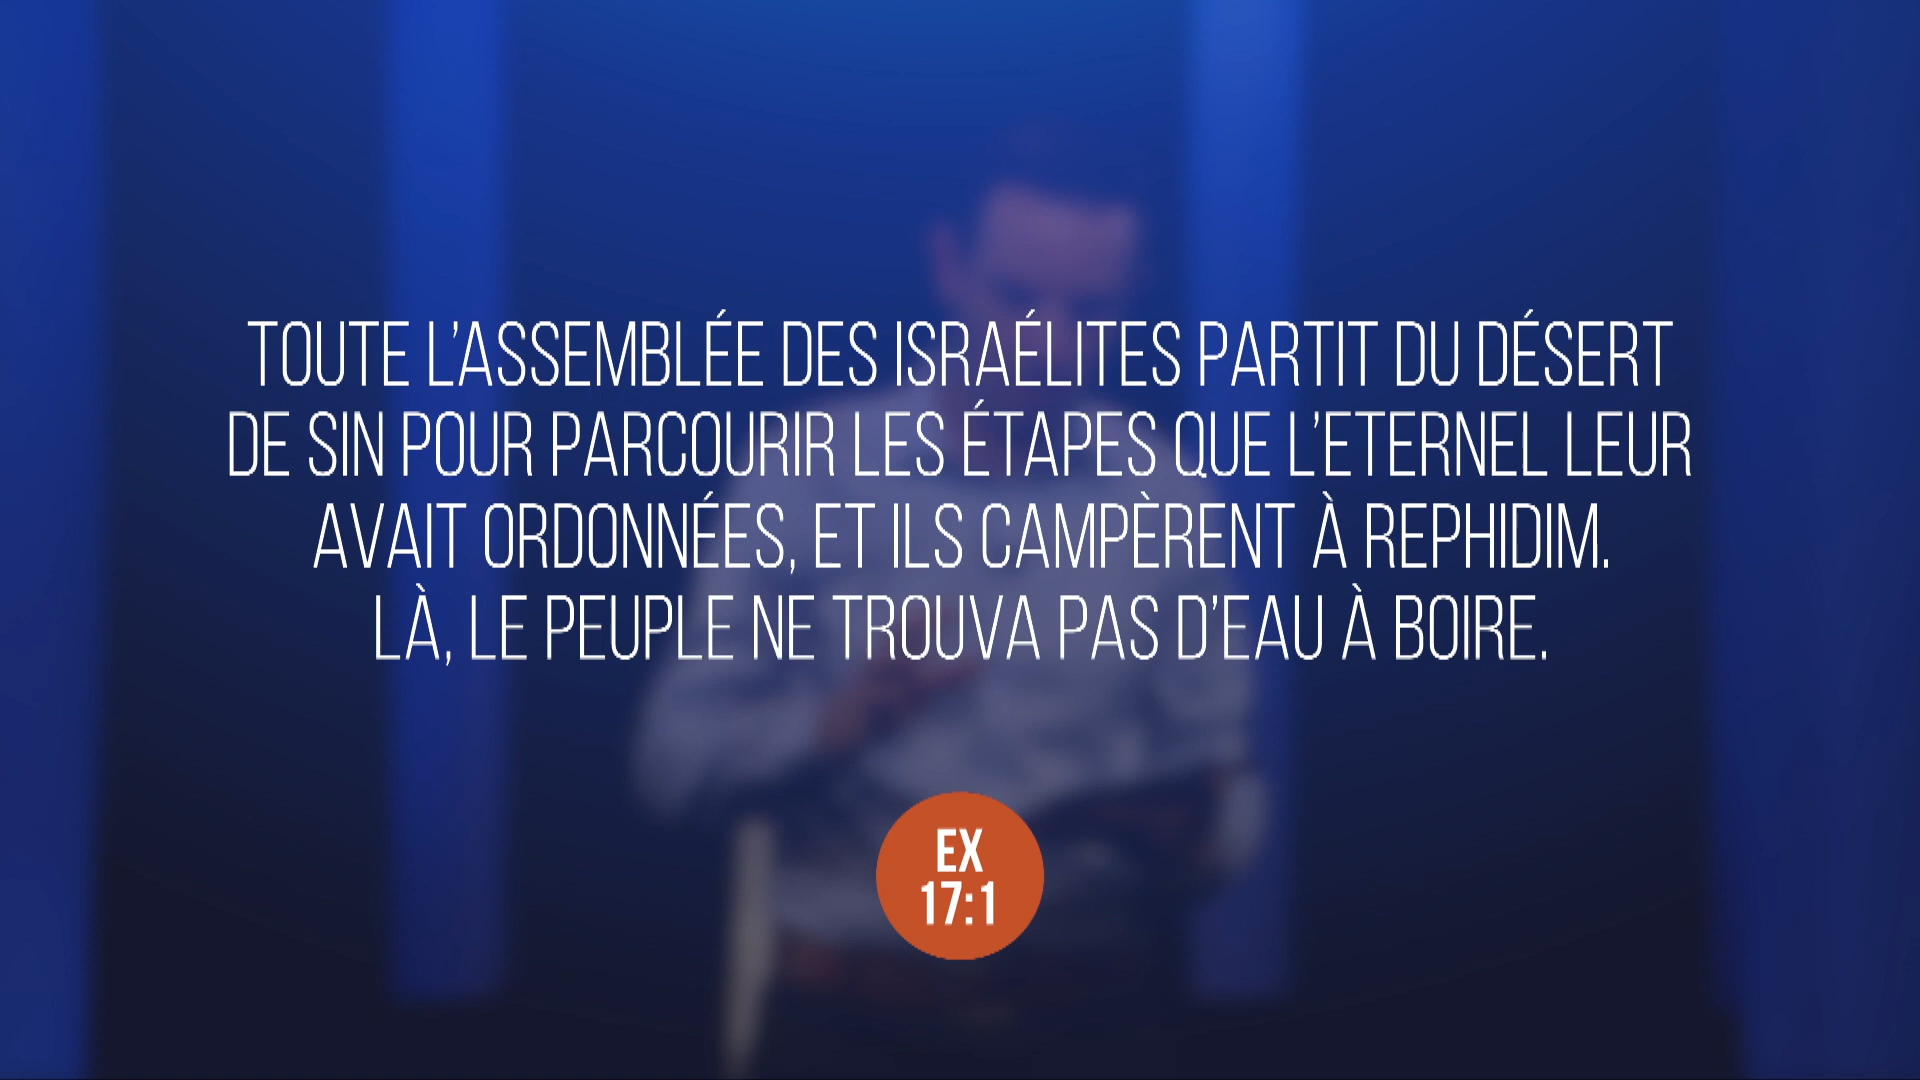 TOUTE L’ASSEMBLÉE DES ISRAÉLITES PARTIT DU DÉSERT
DE SIN POUR PARCOURIR LES ÉTAPES QUE L’ETERNEL LEUR
AVAIT ORDONNÉES, ET ILS CAMPÈRENT À REPHIDIM.
LÀ, LE PEUPLE NE TROUVA PAS D’EAU À BOIRE.
EX
17:1